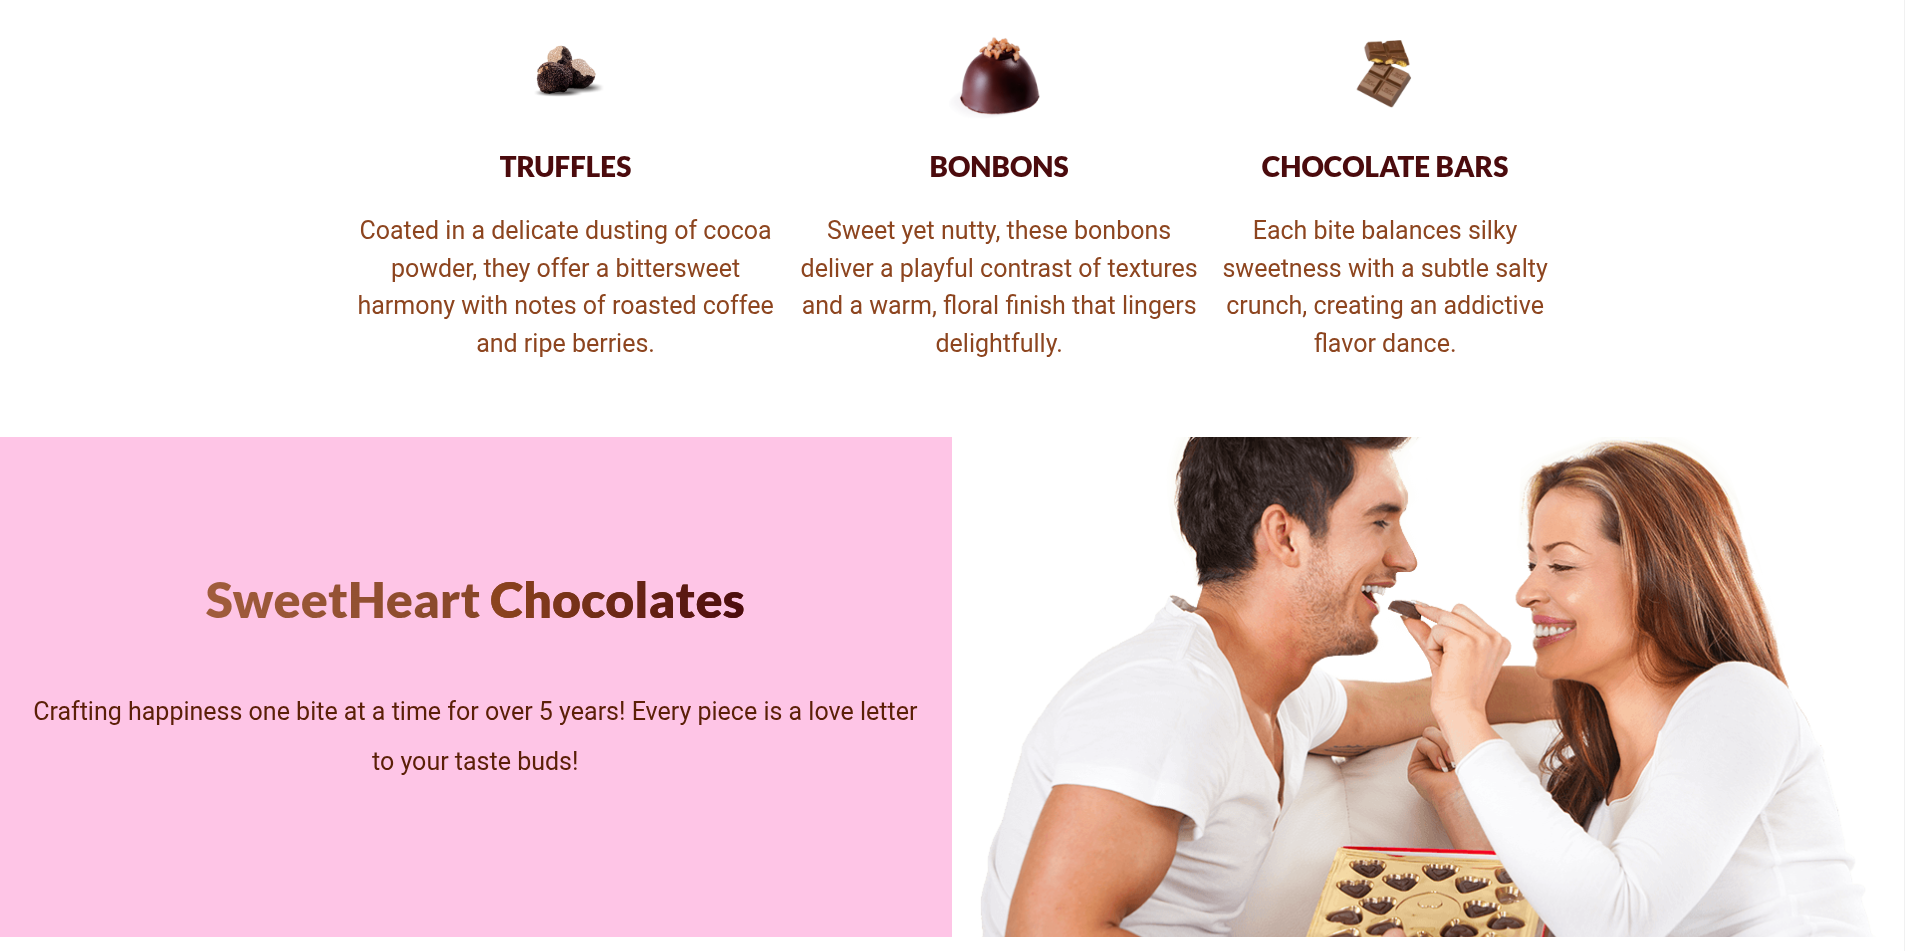 TRUFFLES
Coated in a delicate dusting of cocoa
powder, they offer a bittersweet
harmony with notes of roasted coffee
and ripe berries.
BONBONS
Sweet yet nutty, these bonbons
deliver a playful contrast of textures
and a warm, floral finish that lingers
delightfully.
CHOCOLATE BARS
Each bite balances silky
sweetness with a subtle salty
crunch, creating an addictive
flavor dance.
SweetHeart Chocolates
Crafting happiness one bite at a time for over 5 years! Every piece is a love letter
to your taste buds!